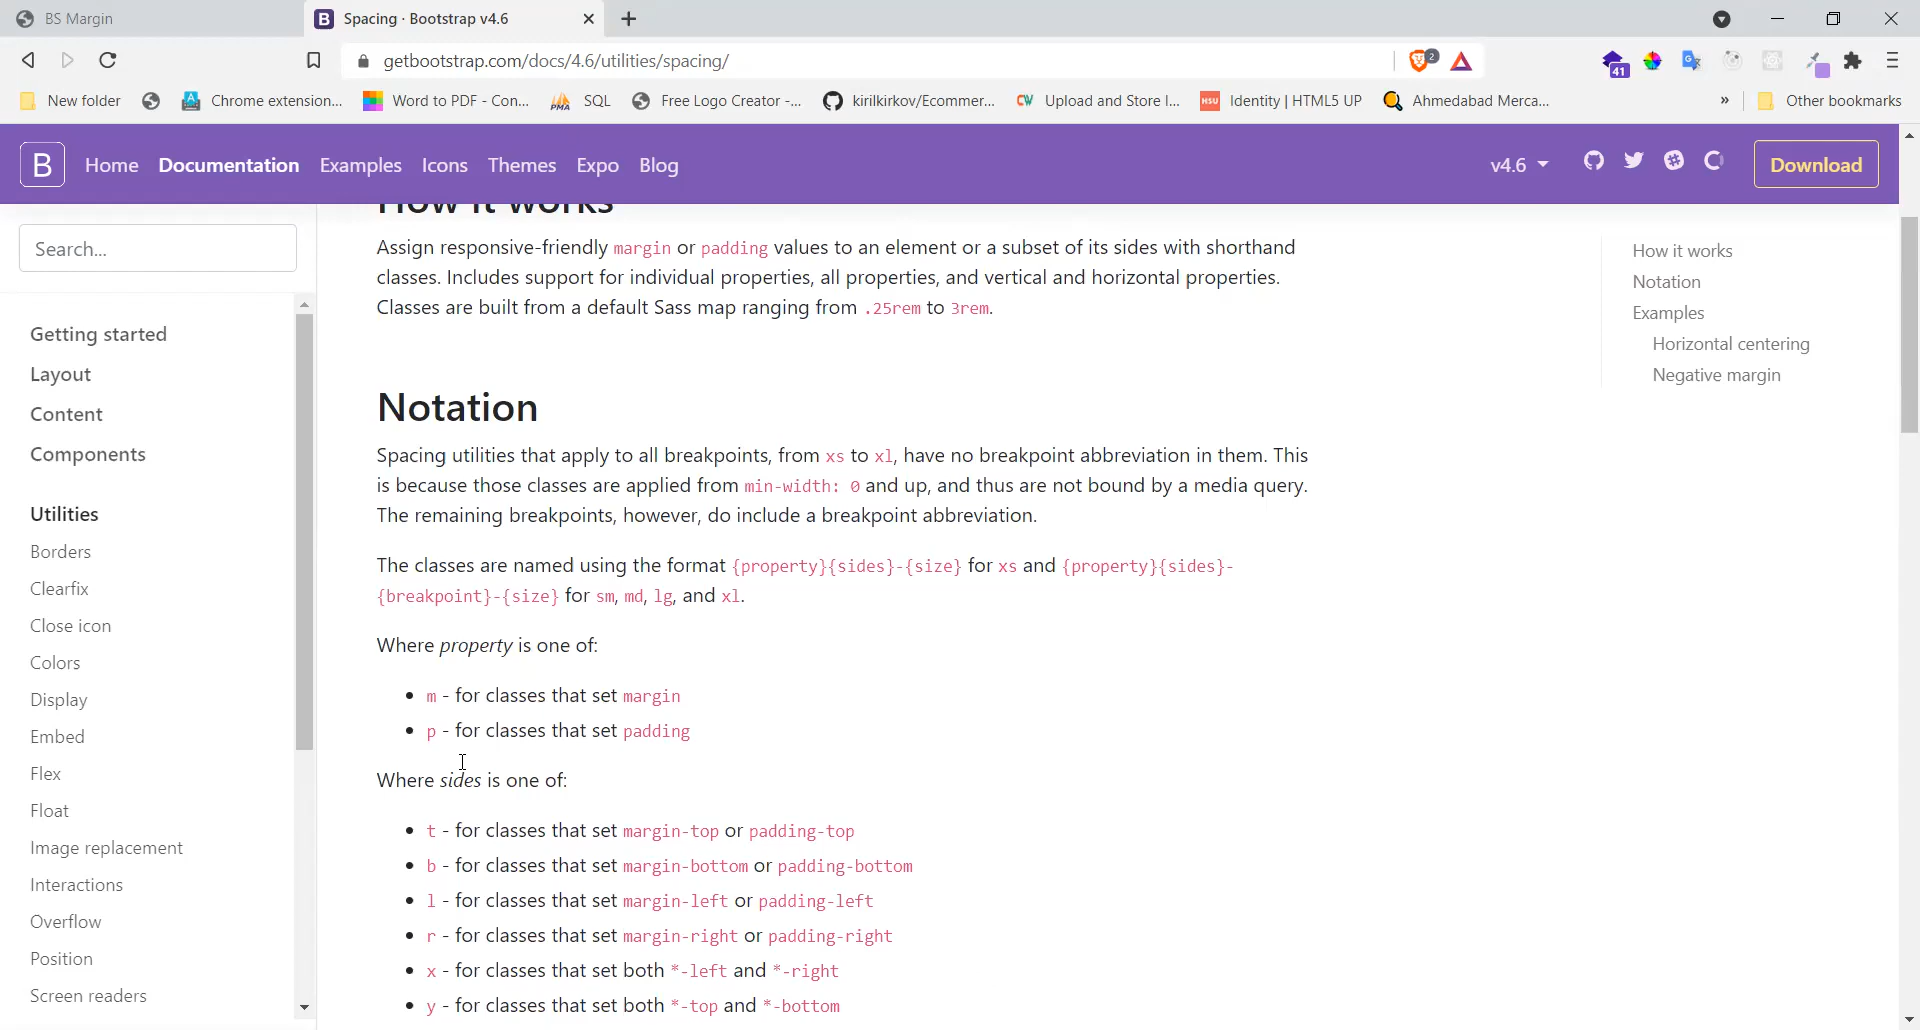 BS Margin
B Spacing · Bootstrap v4.6
getbootstrap.com/docs/4.6/utilities/spacing/
2
41
New folder
Chrome extension...
Word to PDF - Con...
PMA SQL
Free Logo Creator -...
kirilkirkov/Ecommer...
CW Upload and Store I...
HSU Identity | HTML5 UP
Ahmedabad Merca...
»
Other bookmarks
B Home Documentation Examples Icons Themes Expo Blog
v4.6
Download
Search...
Getting started
Layout
Content
Components
Utilities
Borders
Clearfix
Close icon
Colors
Display
Embed
Flex
Float
Image replacement
Interactions
Overflow
Position
Screen readers
How it works
Assign responsive-friendly margin or padding values to an element or a subset of its sides with shorthand
classes. Includes support for individual properties, all properties, and vertical and horizontal properties.
Classes are built from a default Sass map ranging from .25rem to 3rem.
Notation
Spacing utilities that apply to all breakpoints, from xs to xl, have no breakpoint abbreviation in them. This
is because those classes are applied from min-width: 0 and up, and thus are not bound by a media query.
The remaining breakpoints, however, do include a breakpoint abbreviation.
The classes are named using the format {property}{sides}-{size} for xs and {property}{sides}-
{breakpoint}-{size} for sm, md, lg, and xl.
Where property is one of:
• m - for classes that set margin
• p - for classes that set padding
Where sides is one of:
• t - for classes that set margin-top or padding-top
• b - for classes that set margin-bottom or padding-bottom
• l - for classes that set margin-left or padding-left
• r - for classes that set margin-right or padding-right
• x - for classes that set both *-left and *-right
• y - for classes that set both *-top and *-bottom
How it works
Notation
Examples
Horizontal centering
Negative margin